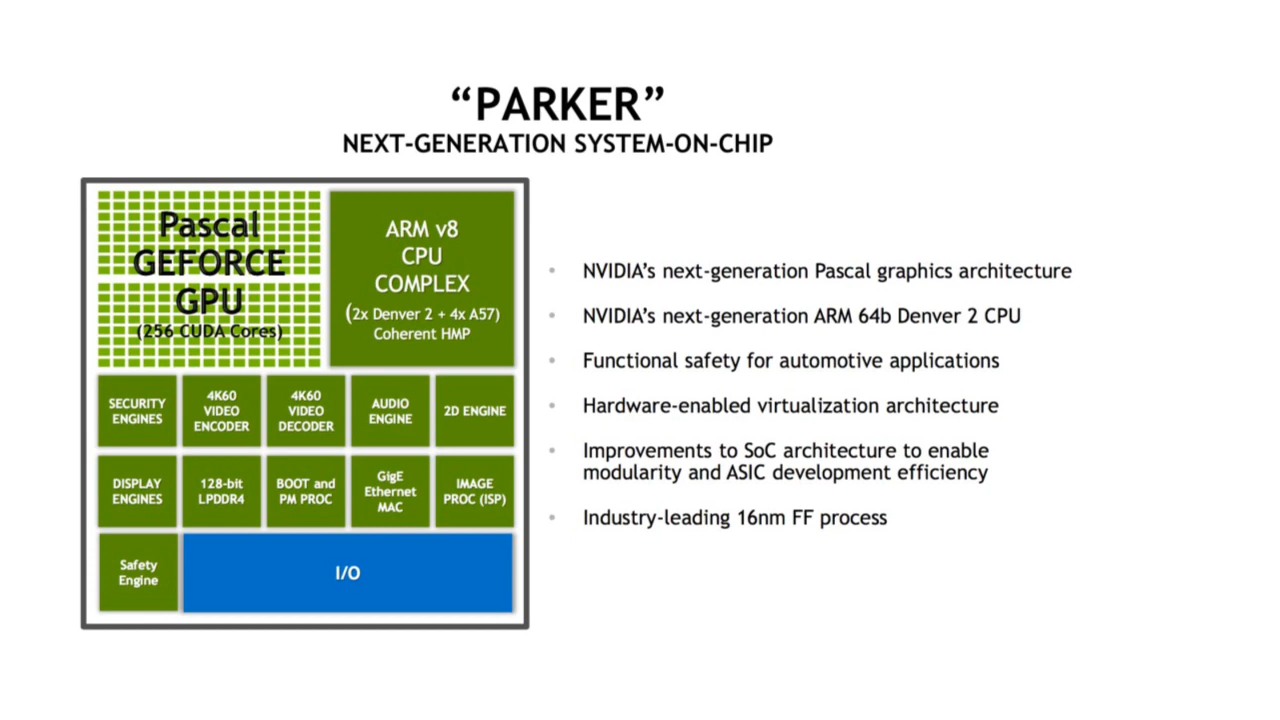 “PARKER”
NEXT-GENERATION SYSTEM-ON-CHIP
Pascal
GEFORCE
GPU
(256 CUDA Cores)
ARM v8
CPU
COMPLEX
(2x Denver 2 + 4x A57)
Coherent HMP
SECURITY
ENGINES
4K60
VIDEO
ENCODER
4K60
VIDEO
DECODER
AUDIO
ENGINE
2D ENGINE
DISPLAY
ENGINES
128-bit
LPDDR4
BOOT and
PM PROC
GigE
Ethernet
MAC
IMAGE
PROC (ISP)
Safety
Engine
I/O
• NVIDIA’s next-generation Pascal graphics architecture
• NVIDIA’s next-generation ARM 64b Denver 2 CPU
• Functional safety for automotive applications
• Hardware-enabled virtualization architecture
• Improvements to SoC architecture to enable
modularity and ASIC development efficiency
• Industry-leading 16nm FF process